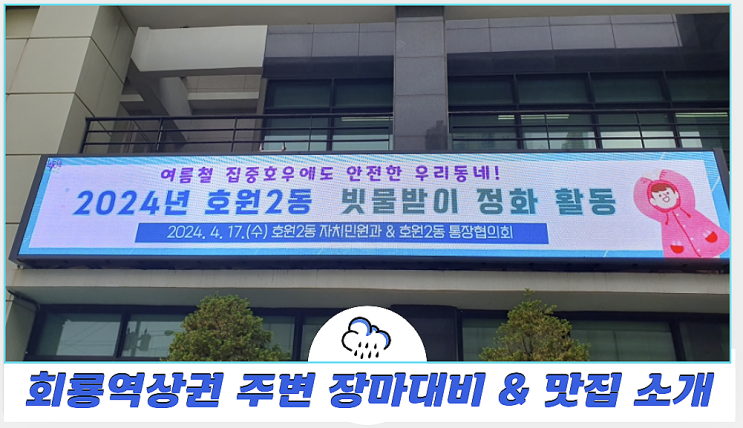 여름철 집중호우에도 안전한 우리동네!
2024년 호원2동 빗물받이 정화 활동
2024. 4. 17.(수) 호원2동 자치민원과 & 호원2동 통장협의회
회룡역상권 주변 장마대비 & 맛집 소개